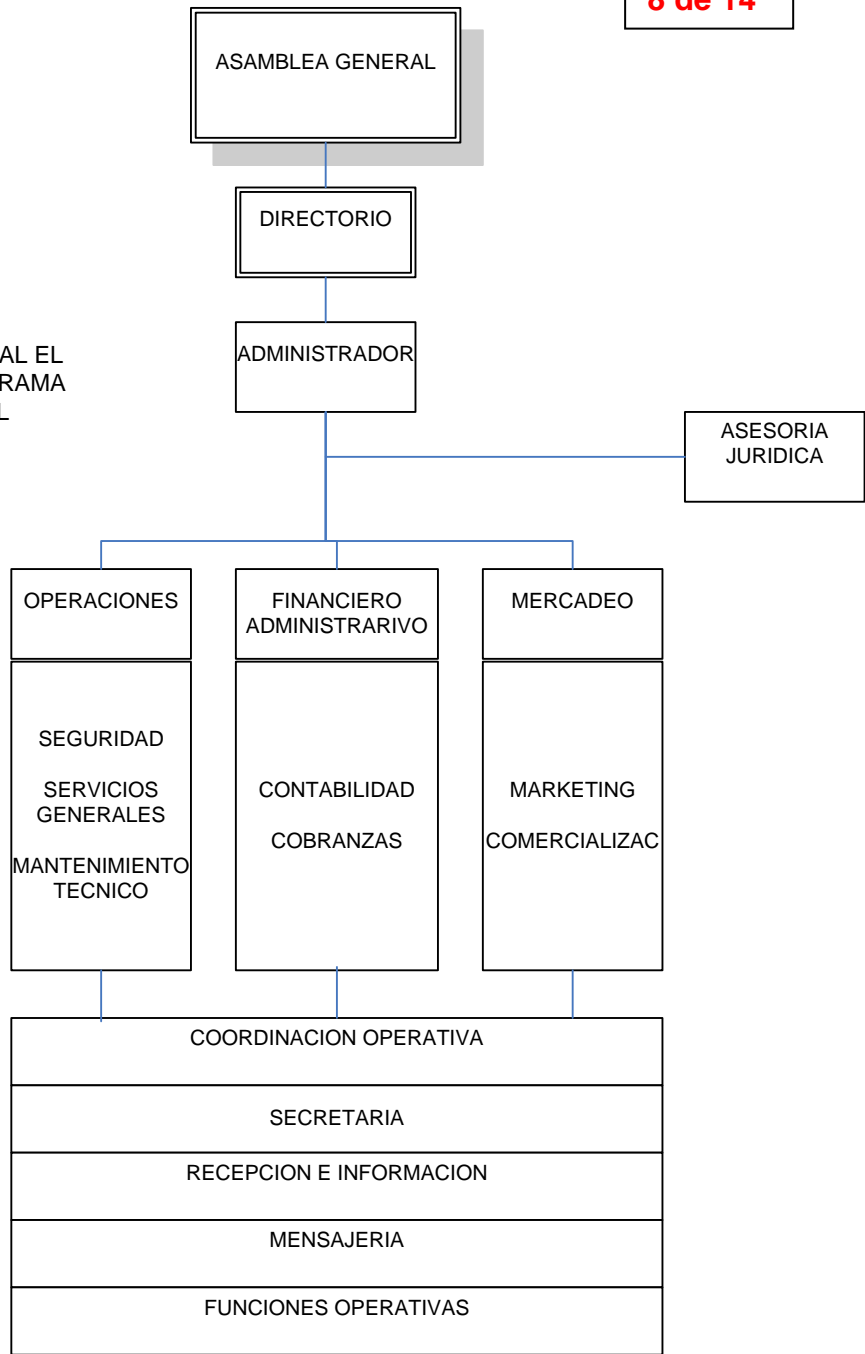 8 de 14
ASAMBLEA GENERAL
DIRECTORIO
AL EL
RAMA
L
ADMINISTRADOR
ASESORIA
JURIDICA
OPERACIONES
FINANCIERO
ADMINISTRARIVO
MERCADEO
SEGURIDAD
SERVICIOS
GENERALES
MANTENIMIENTO
TECNICO
CONTABILIDAD
COBRANZAS
MARKETING
COMERCIALIZAC
COORDINACION OPERATIVA
SECRETARIA
RECEPCION E INFORMACION
MENSAJERIA
FUNCIONES OPERATIVAS